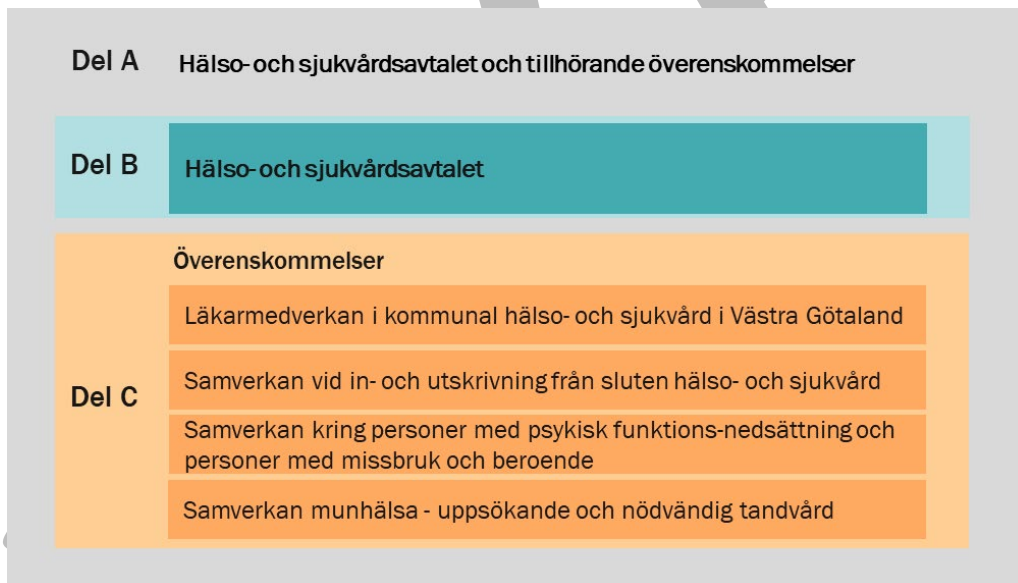 Del A Hälso- och sjukvårdsavtalet och tillhörande överenskommelser
Del B Hälso- och sjukvårdsavtalet
Överenskommelser
Läkarmedverkan i kommunal hälso- och sjukvård i Västra Götaland
Del C
Samverkan vid in- och utskrivning från sluten hälso- och sjukvård
Samverkan kring personer med psykisk funktions-nedsättning och
personer med missbruk och beroende
Samverkan munhälsa - uppsökande och nödvändig tandvård